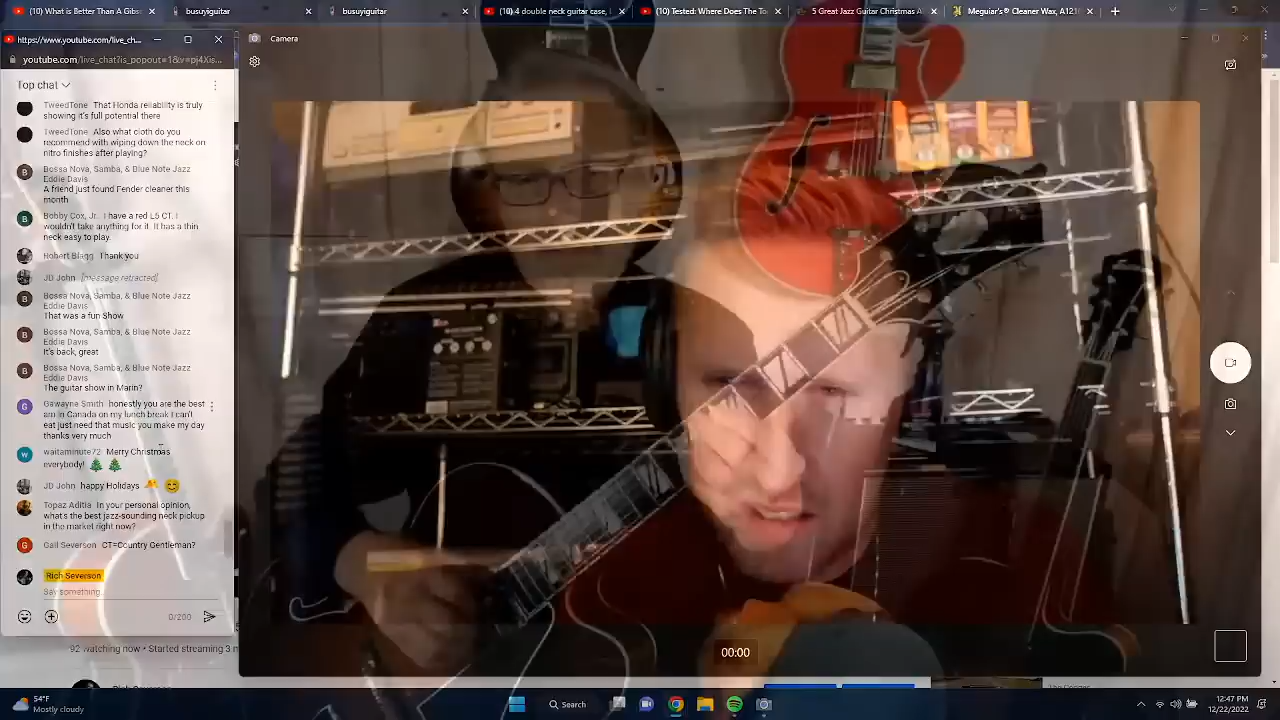 (10) What Is Better Than A Gibso
busuyiguitar
busuyiguitar
double neck guitar case,
(10) Tested: Where Does The To
5 Great Jazz Guitar Christmas A
Meguiar's® Cleaner Wax, A1216
https://www.youtube.com/live_ch...
youtube.com/live_chat?is_popout=1&v=pj4Xis...
Camera
Top chat
TweedTone That Honda reliability is truly
showing it's full potential there
TweedTone Also what cloth do you
recommend with wiping down the neck on
nitro finishes after playing?
Bossa Nova, Samba, & Blue Note Jazz
Eddie Davis
A friend just found Fender cleaner this
month
Bobby Cox, Jr. I have a red L5 CT. I
wouldn't take anything for it. It has a thin
neck easy to play.
Robert Blagg Thank you
JD John [message retracted]
Bossa Nova, Samba, & Blue Note Jazz
Eddie Davis
That was a fun show
Bossa Nova, Samba, & Blue Note Jazz
Eddie Davis
It's back, great
Bossa Nova, Samba, & Blue Note Jazz
Eddie Davis
The guitar show in Marin?
Gawayne Smith honestly you are the best
am in Canada on my lunch break I can't
eat just need that music you make my day
thanks very much
waitaminute72 Merry Christmas
everybody! 🎄🎄
JD John happy Holidays 🎉 😊
Topaz Aditia In your personal opinion,
what's the best jazz-sounding neck pickup
in the market right now?
Gail Severson CT=Country Gentleman?
Rich Severson
Say something...
0/200
92 watching now • Started streaming 3
00:00
54°F
Mostly cloudy
Search
12:47 PM
12/22/2022